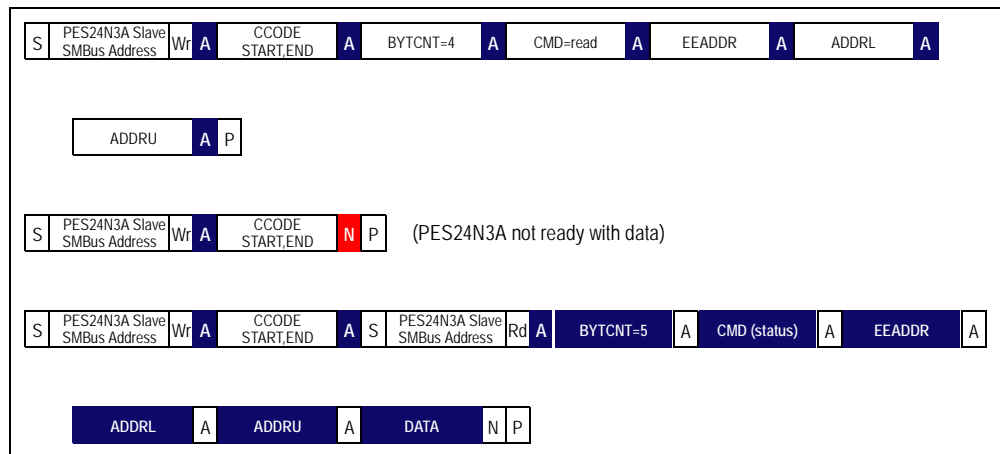 S PES24N3A Slave SMBus Address Wr A CCODE START,END A BYTCNT=4 A CMD=read A EEADDR A ADDRL A
ADDRU A P
S PES24N3A Slave SMBus Address Wr A CCODE START,END N P (PES24N3A not ready with data)
S PES24N3A Slave SMBus Address Wr A CCODE START,END A S PES24N3A Slave SMBus Address Rd A BYTCNT=5 A CMD (status) A EEADDR A
ADDRL A ADDRU A DATA N P